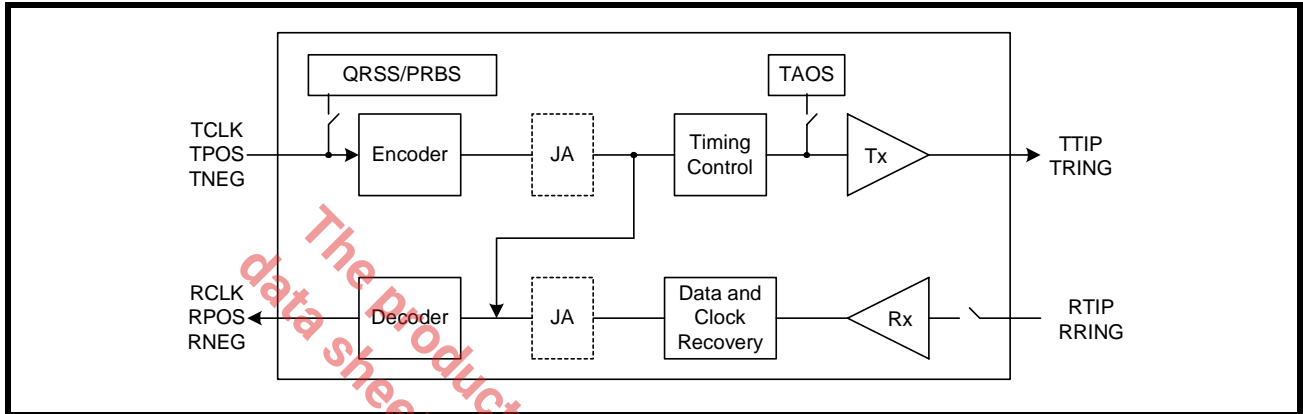 QRSS/PRBS
TAOS
TCLK
TPOS
TNEG
Encoder
JA
Timing
Control
Tx
TTIP
TRING
RCLK
RPOS
RNEG
Decoder
JA
Data and
Clock
Recovery
Rx
RTIP
RRING
The product
data sheet